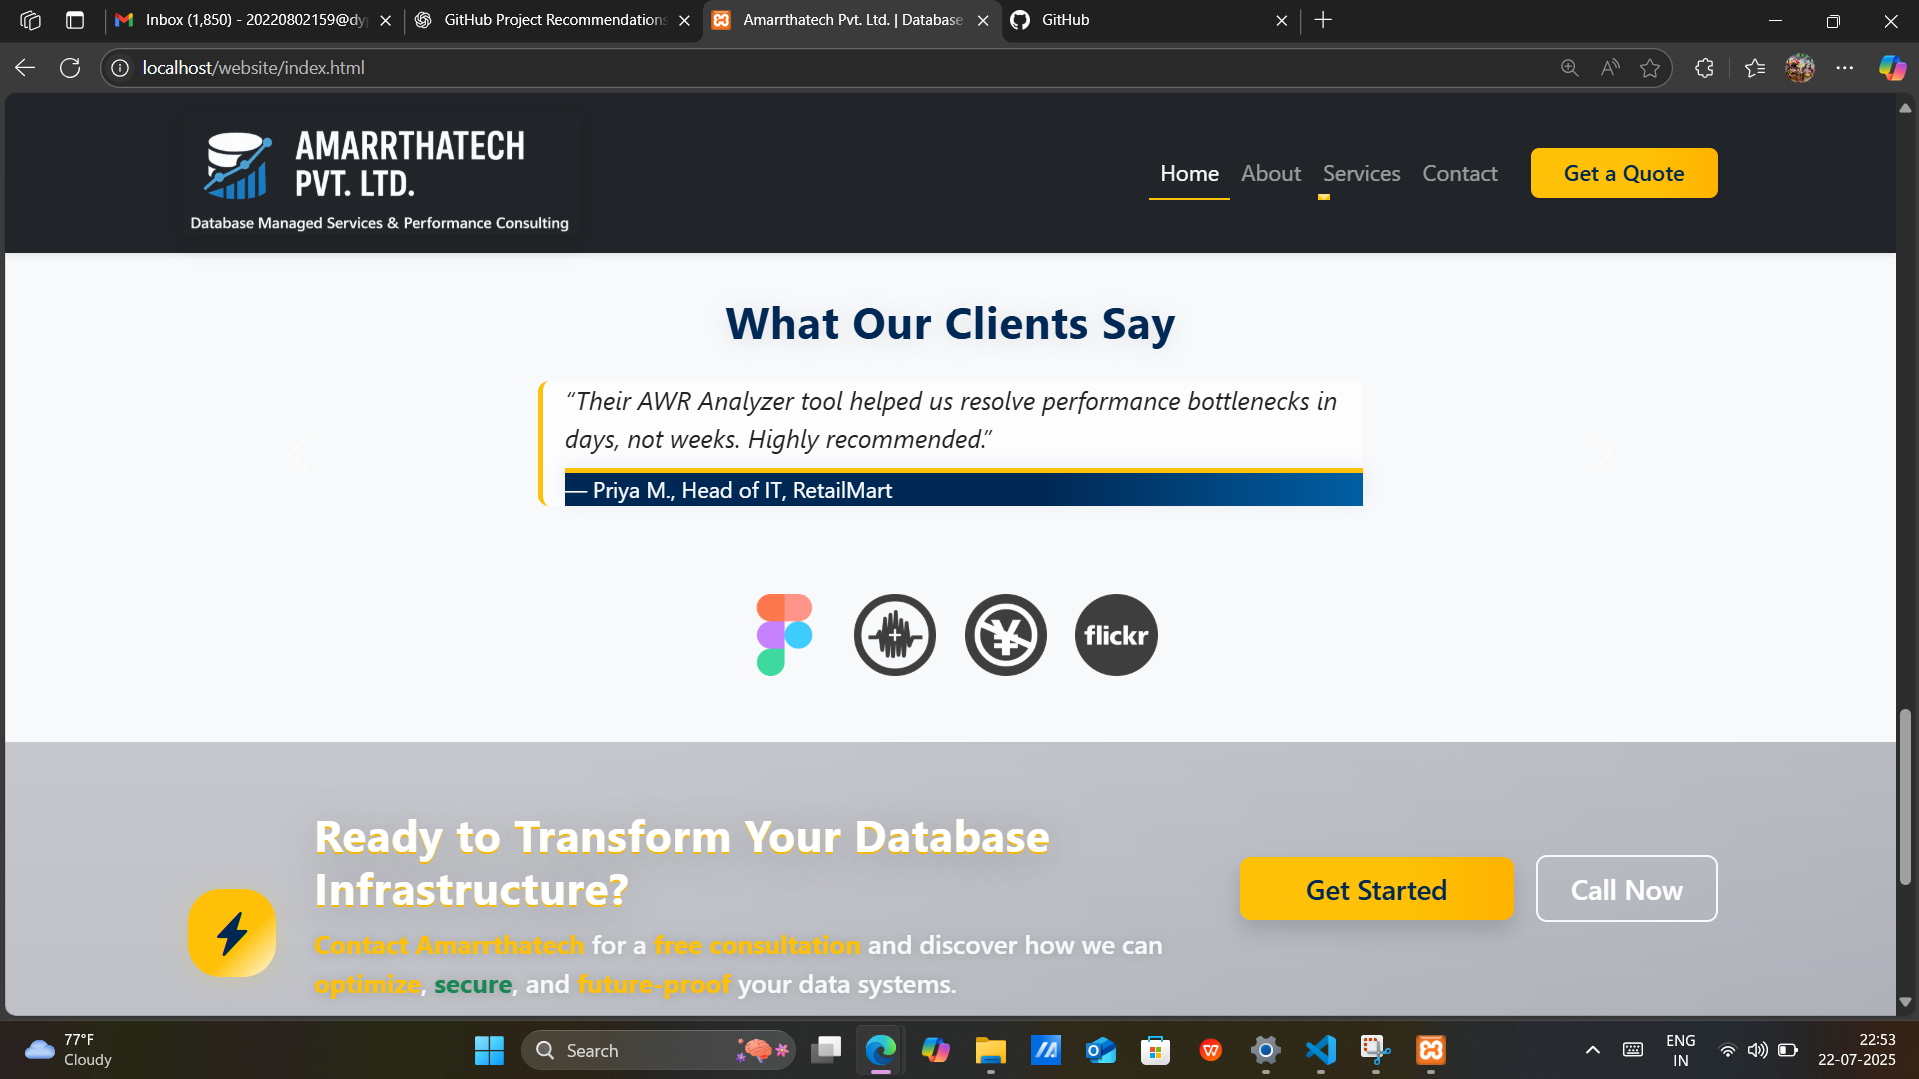 Inbox (1,850) - 20220802159@dy
GitHub Project Recommendations
Amarrthatech Pvt. Ltd. | Database
GitHub
localhost/website/index.html
AMARRTHATECH
PVT. LTD.
Database Managed Services & Performance Consulting
Home
About
Services
Contact
Get a Quote
What Our Clients Say
“Their AWR Analyzer tool helped us resolve performance bottlenecks in
days, not weeks. Highly recommended.”
— Priya M., Head of IT, RetailMart
flickr
Ready to Transform Your Database
Infrastructure?
Contact Amarrthatech for a free consultation and discover how we can
optimize, secure, and future-proof your data systems.
Get Started
Call Now
77°F
Cloudy
Search
ENG
IN
22:53
22-07-2025